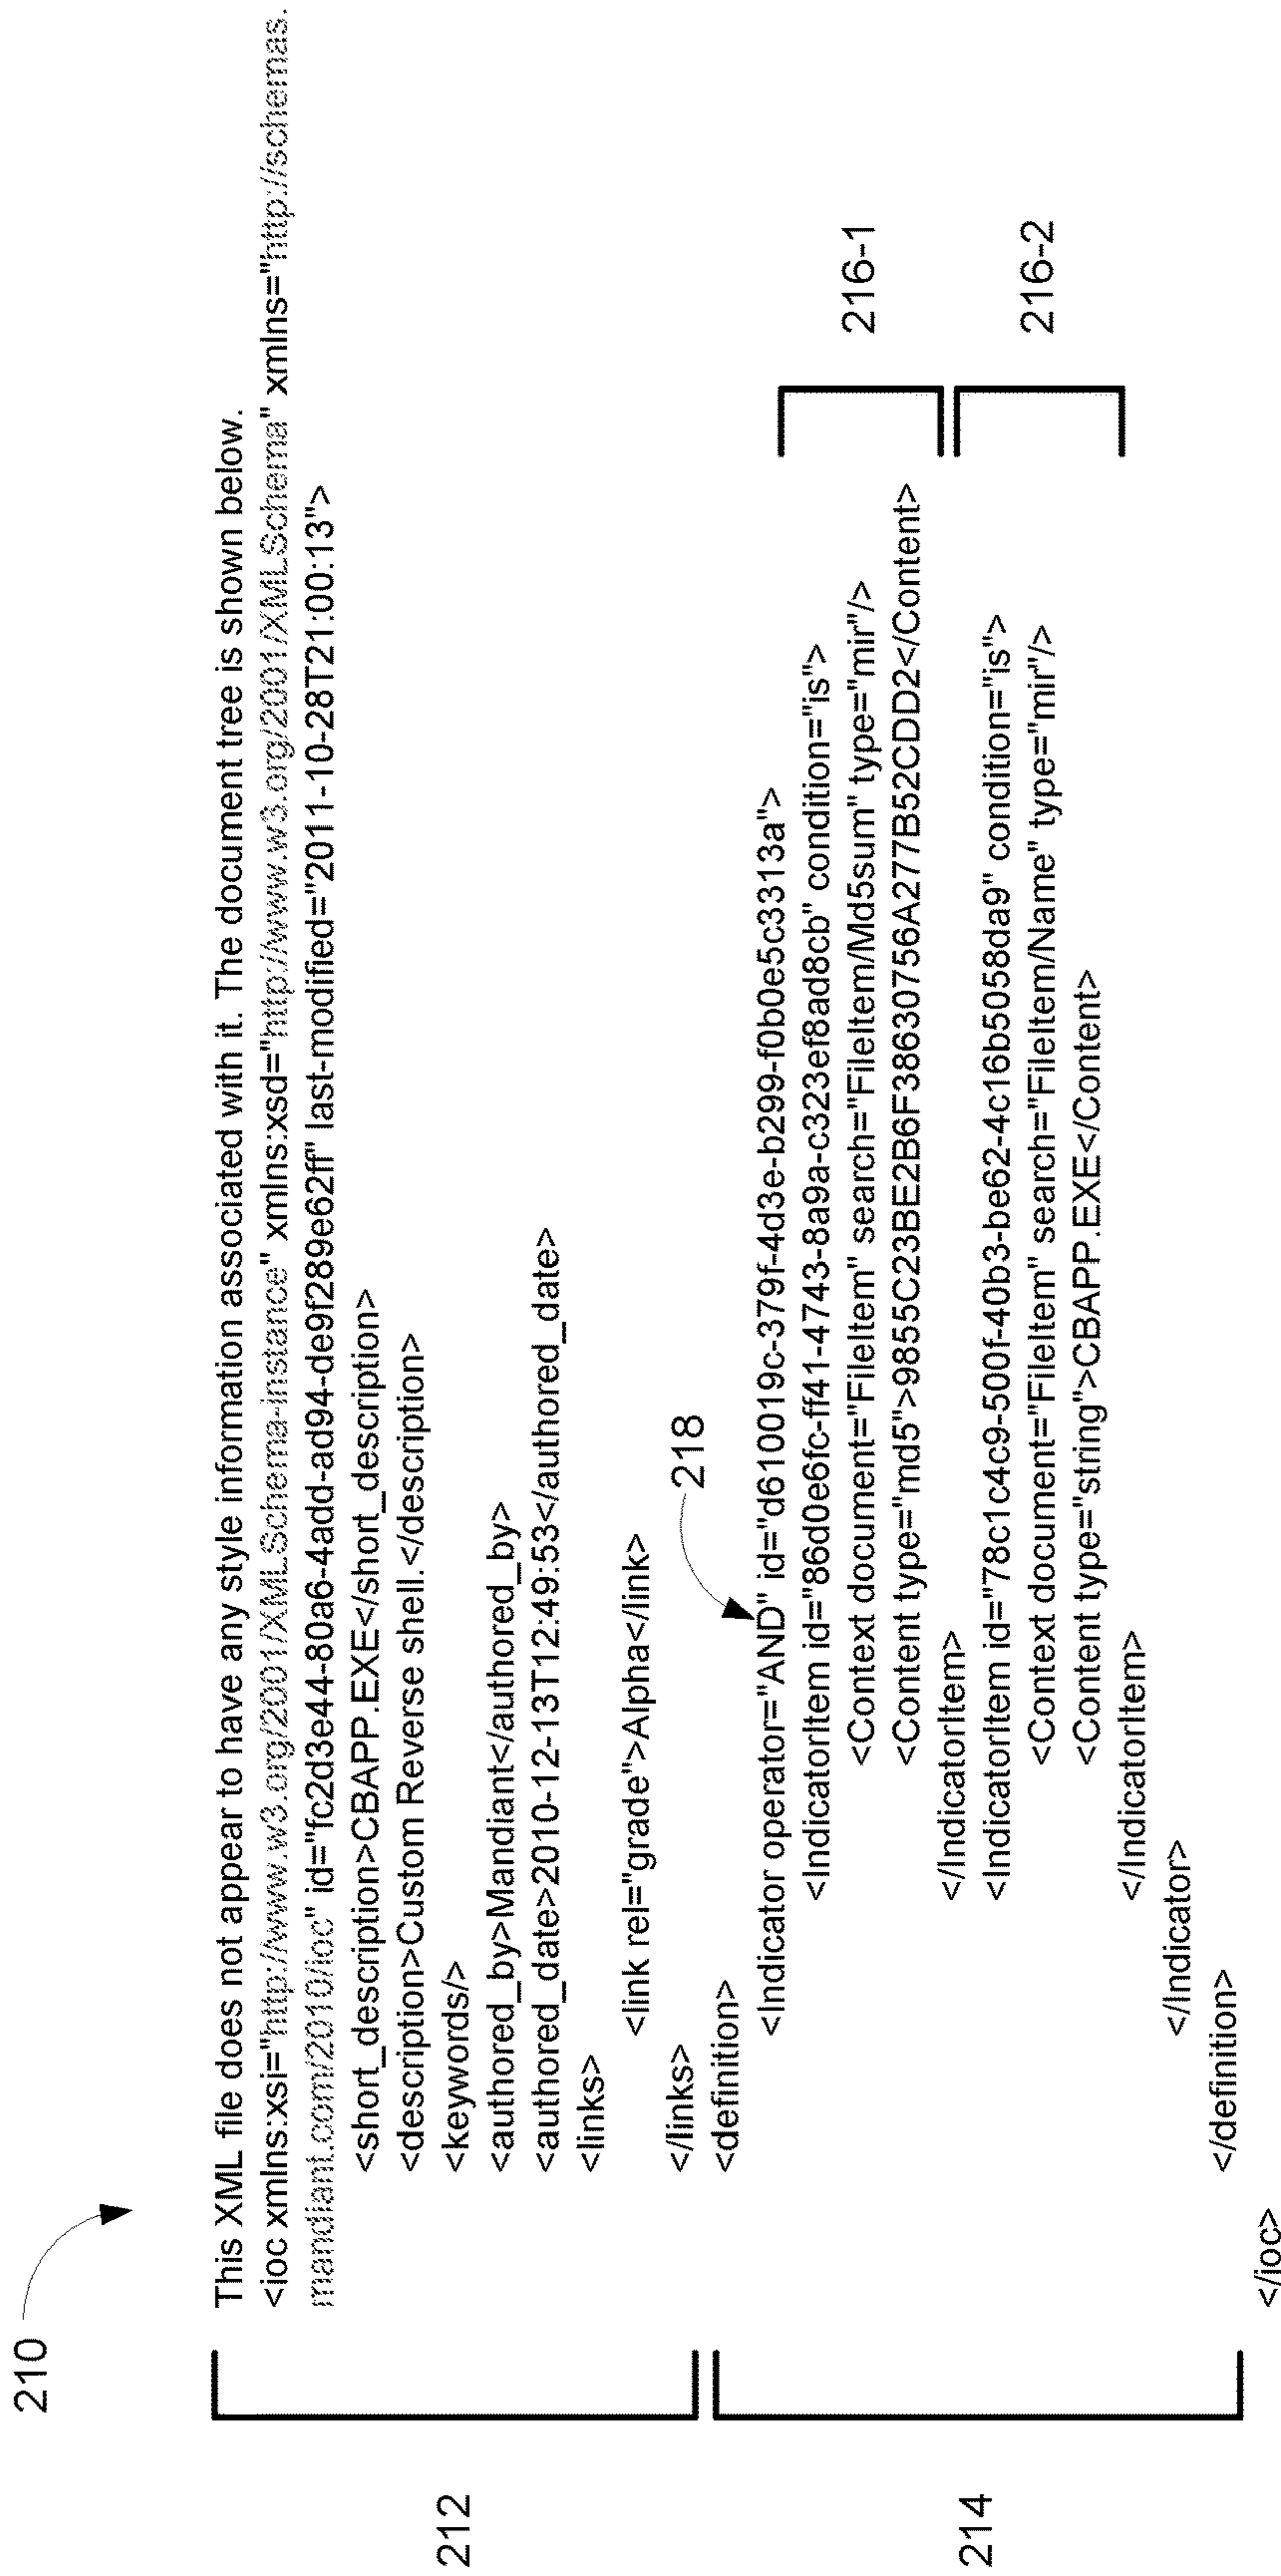 210
This XML file does not appear to have any style information associated with it. The document tree is shown below.
<ioc xmlns:xsi="http://www.w3.org/2001/XMLSchema-instance" xmlns:xsd="http://www.w3.org/2001/XMLSchema" xmlns="http://schemas.
mandiant.com/2010/ioc" id="fc2d3e44-80a6-4add-ad94-de9f289e62ff" last-modified="2011-10-28T21:00:13">
<short_description>CBAPP.EXE</short_description>
<description>Custom Reverse shell.</description>
<keywords/>
212
<authored_by>Mandiant</authored_by>
<authored_date>2010-12-13T12:49:53</authored_date>
<links>
<link rel="grade">Alpha</link>
</links>
218
<definition>
<Indicator operator="AND" id="d610019c-379f-4d3e-b299-f0b0e5c3313a">
<IndicatorItem id="86d0e6fc-ff41-4743-8a9a-c323ef8ad8cb" condition="is">
<Context document="FileItem" search="FileItem/Md5sum" type="mir"/>
216-1
<Content type="md5">9855C23BE2B6F38630756A277B52CDD2</Content>
</IndicatorItem>
214
<IndicatorItem id="78c1c4c9-500f-40b3-be62-4c16b5058da9" condition="is">
<Context document="FileItem" search="FileItem/Name" type="mir"/>
216-2
<Content type="string">CBAPP.EXE</Content>
</IndicatorItem>
</Indicator>
</definition>
</ioc>